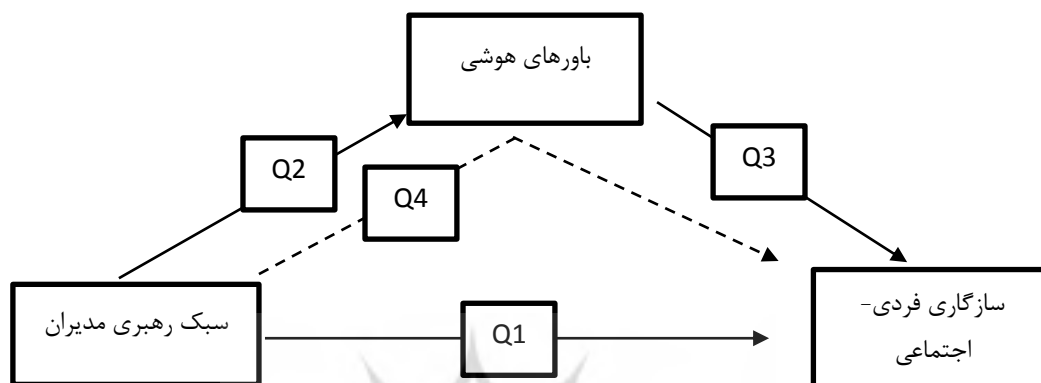 باورهای هوشی
Q2
Q3
Q4
سبک رهبری مدیران
Q1
سازگاری فردی-
اجتماعی